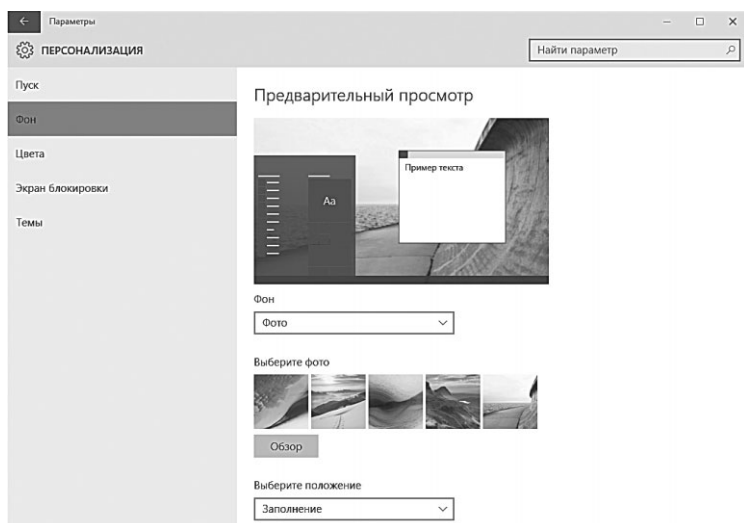 Параметры
ПЕРСОНАЛИЗАЦИЯ
Найти параметр
Пуск
Фон
Цвета
Экран блокировки
Темы
Предварительный просмотр
Пример текста
Aa
Фон
Фото
Выберите фото
Обзор
Выберите положение
Заполнение